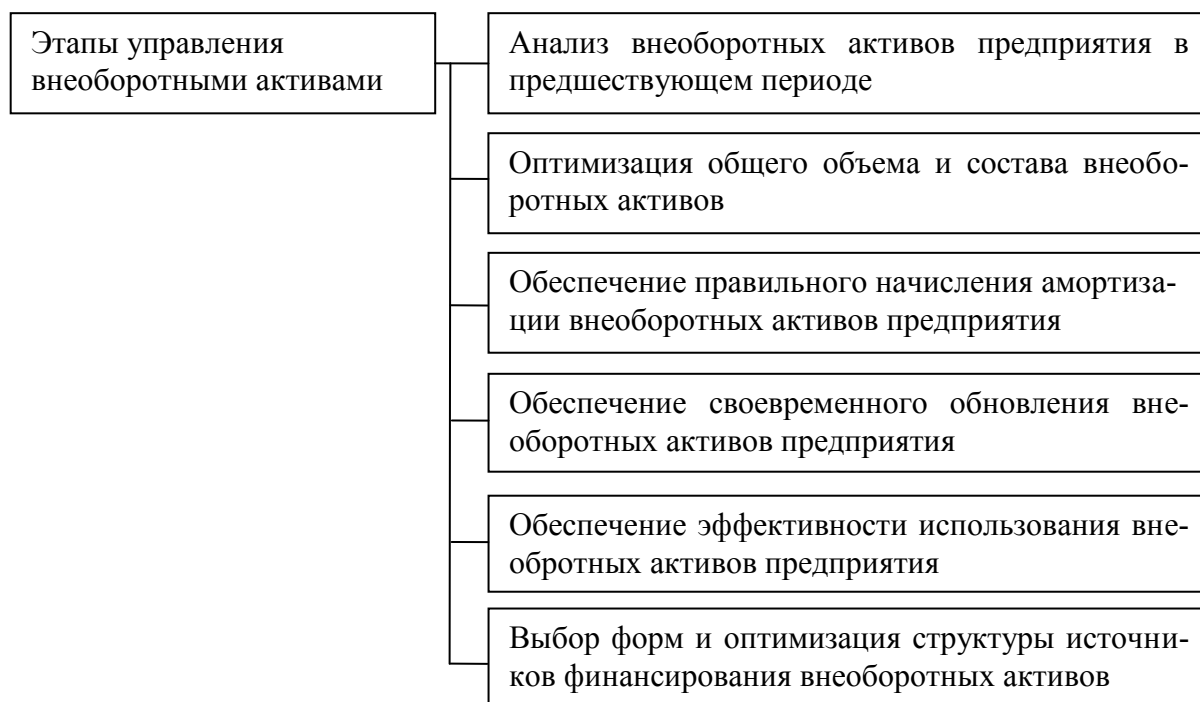 Этапы управления
внеоборотными активами
Анализ внеоборотных активов предприятия в
предшествующем периоде
Оптимизация общего объема и состава внеобо-
ротных активов
Обеспечение правильного начисления амортиза-
ции внеоборотных активов предприятия
Обеспечение своевременного обновления вне-
оборотных активов предприятия
Обеспечение эффективности использования вне-
обротных активов предприятия
Выбор форм и оптимизация структуры источни-
ков финансирования внеоборотных активов